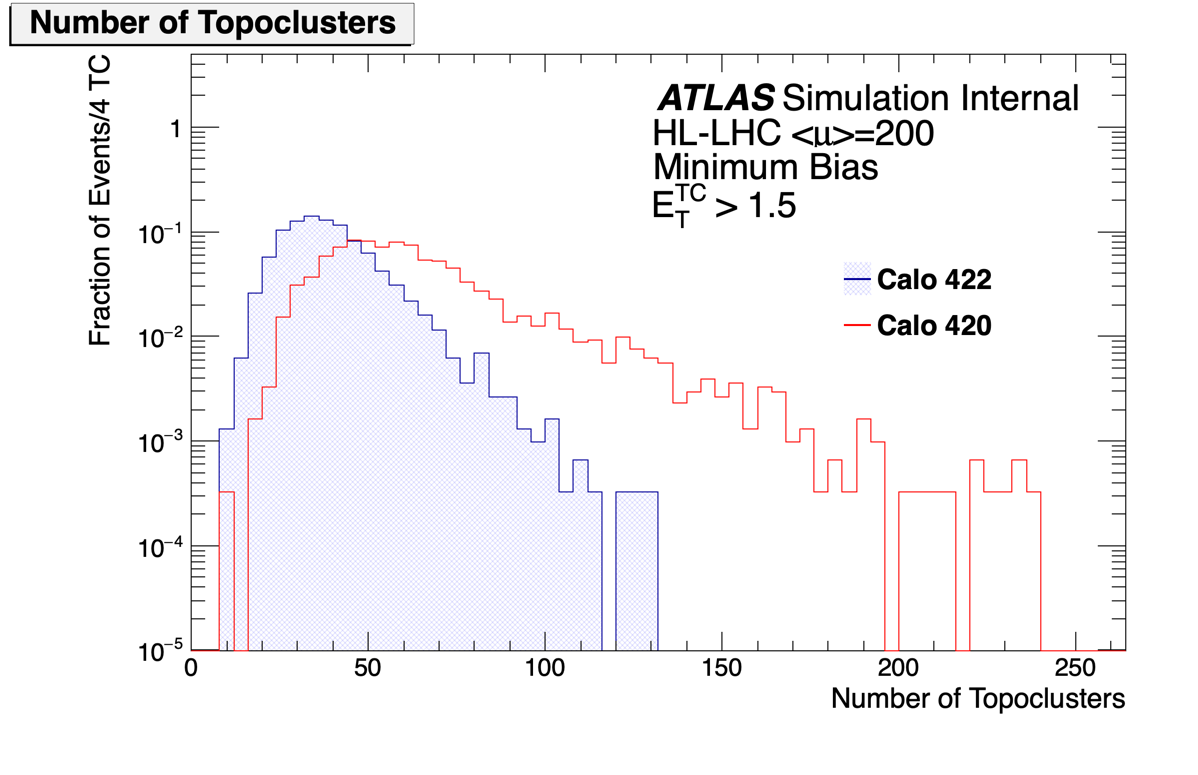 Number of Topoclusters
Fraction of Events/4 TC
ATLAS Simulation Internal
HL-LHC <μ>=200
Minimum Bias
E_T^TC > 1.5
Calo 422
Calo 420
1
10⁻¹
10⁻²
10⁻³
10⁻⁴
10⁻⁵
0 50 100 150 200 250
Number of Topoclusters